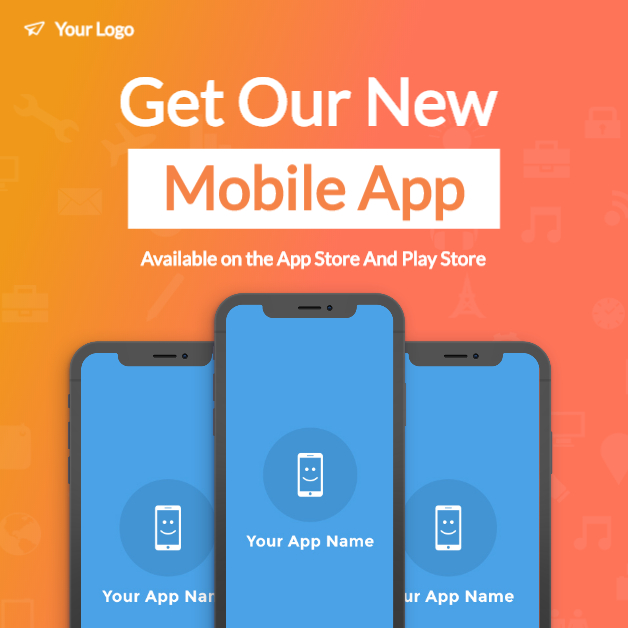 Your Logo
Get Our New
Mobile App
Available on the App Store And Play Store
Your App Name
Your App Nar
ur App Name